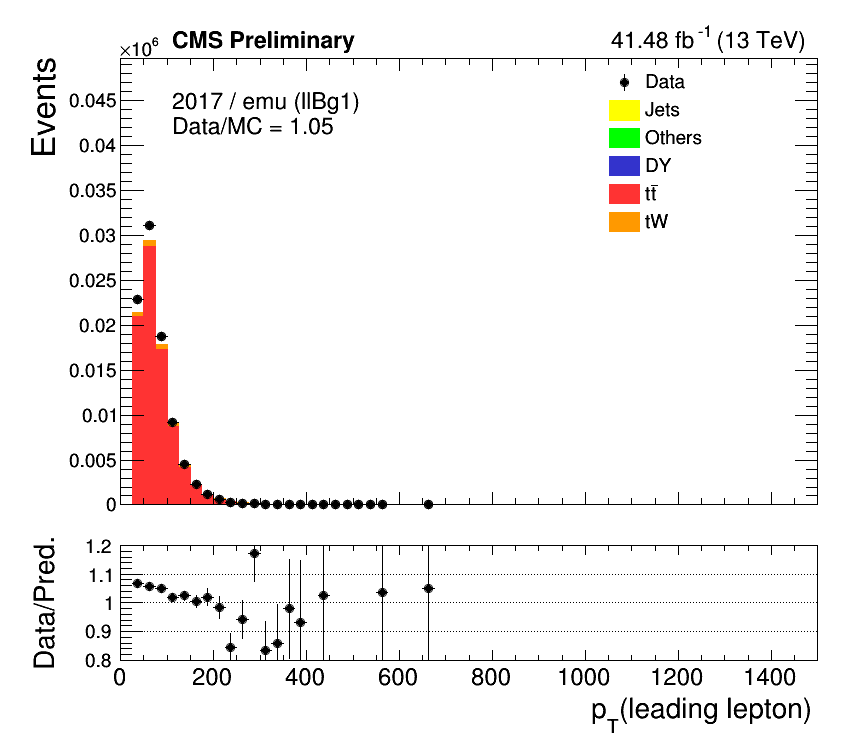 ×10⁶ CMS Preliminary 41.48 fb⁻¹ (13 TeV)
Events
2017 / emu (llBg1)
Data/MC = 1.05
Data
Jets
Others
DY
tt̄
tW
0.045
0.04
0.035
0.03
0.025
0.02
0.015
0.01
0.005
0
Data/Pred.
1.2
1.1
1
0.9
0.8
0 200 400 600 800 1000 1200 1400
p_T(leading lepton)